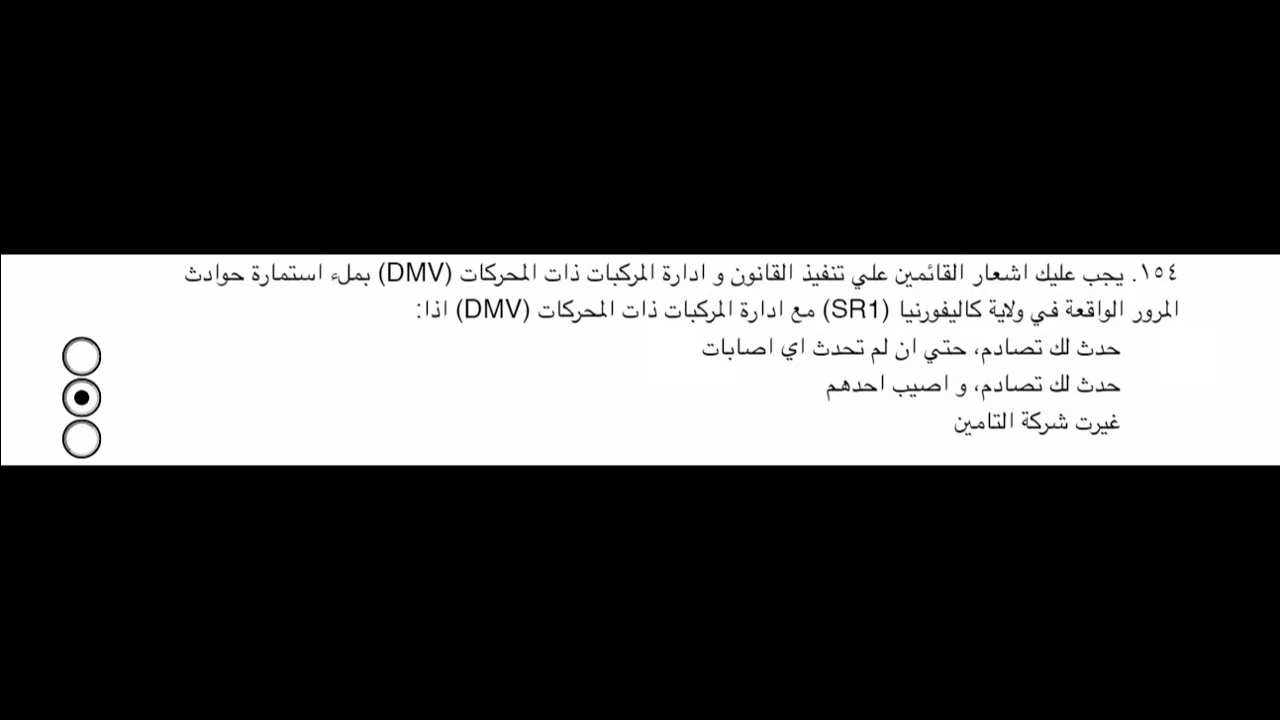 ١٥٤. يجب عليك اشعار القائمين علي تنفيذ القانون و ادارة المركبات ذات المحركات (DMV) بملء استمارة حوادث
المرور الواقعة في ولاية كاليفورنيا (SR1) مع ادارة المركبات ذات المحركات (DMV) اذا:
حدث لك تصادم، حتي ان لم تحدث اي اصابات
حدث لك تصادم، و اصيب احدهم
غيرت شركة التامين